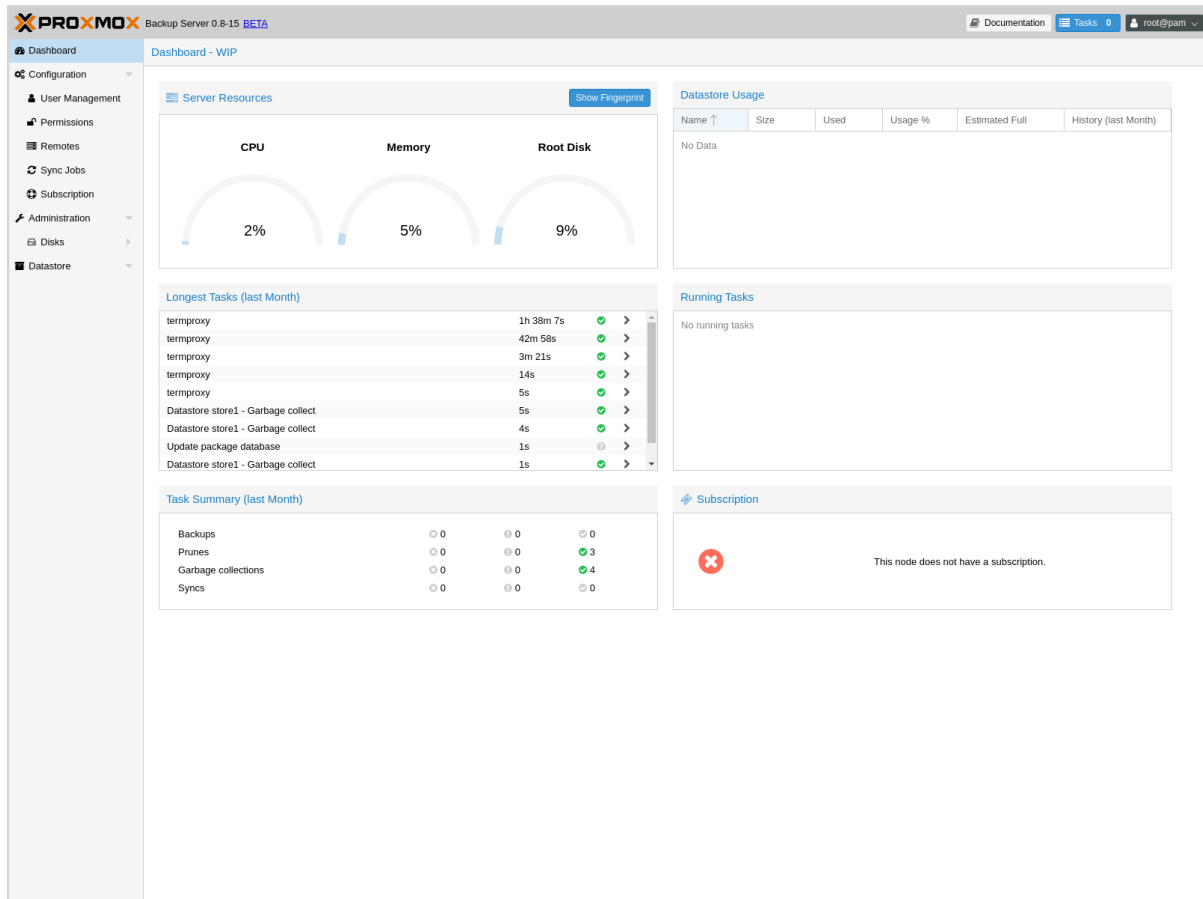 PROXMOX Backup Server 0.8-15 BETA
Documentation
Tasks 0
root@pam
Dashboard
Configuration
User Management
Permissions
Remotes
Sync Jobs
Subscription
Administration
Disks
Datastore
Dashboard - WIP
Server Resources
Show Fingerprint
CPU Memory Root Disk
2% 5% 9%
Datastore Usage
Name Size Used Usage % Estimated Full History (last Month)
No Data
Longest Tasks (last Month)
termproxy 1h 38m 7s
termproxy 42m 58s
termproxy 3m 21s
termproxy 14s
termproxy 5s
Datastore store1 - Garbage collect 5s
Datastore store1 - Garbage collect 4s
Update package database 1s
Datastore store1 - Garbage collect 1s
Running Tasks
No running tasks
Task Summary (last Month)
Backups 0 0 0
Prunes 0 0 3
Garbage collections 0 0 4
Syncs 0 0 0
Subscription
This node does not have a subscription.